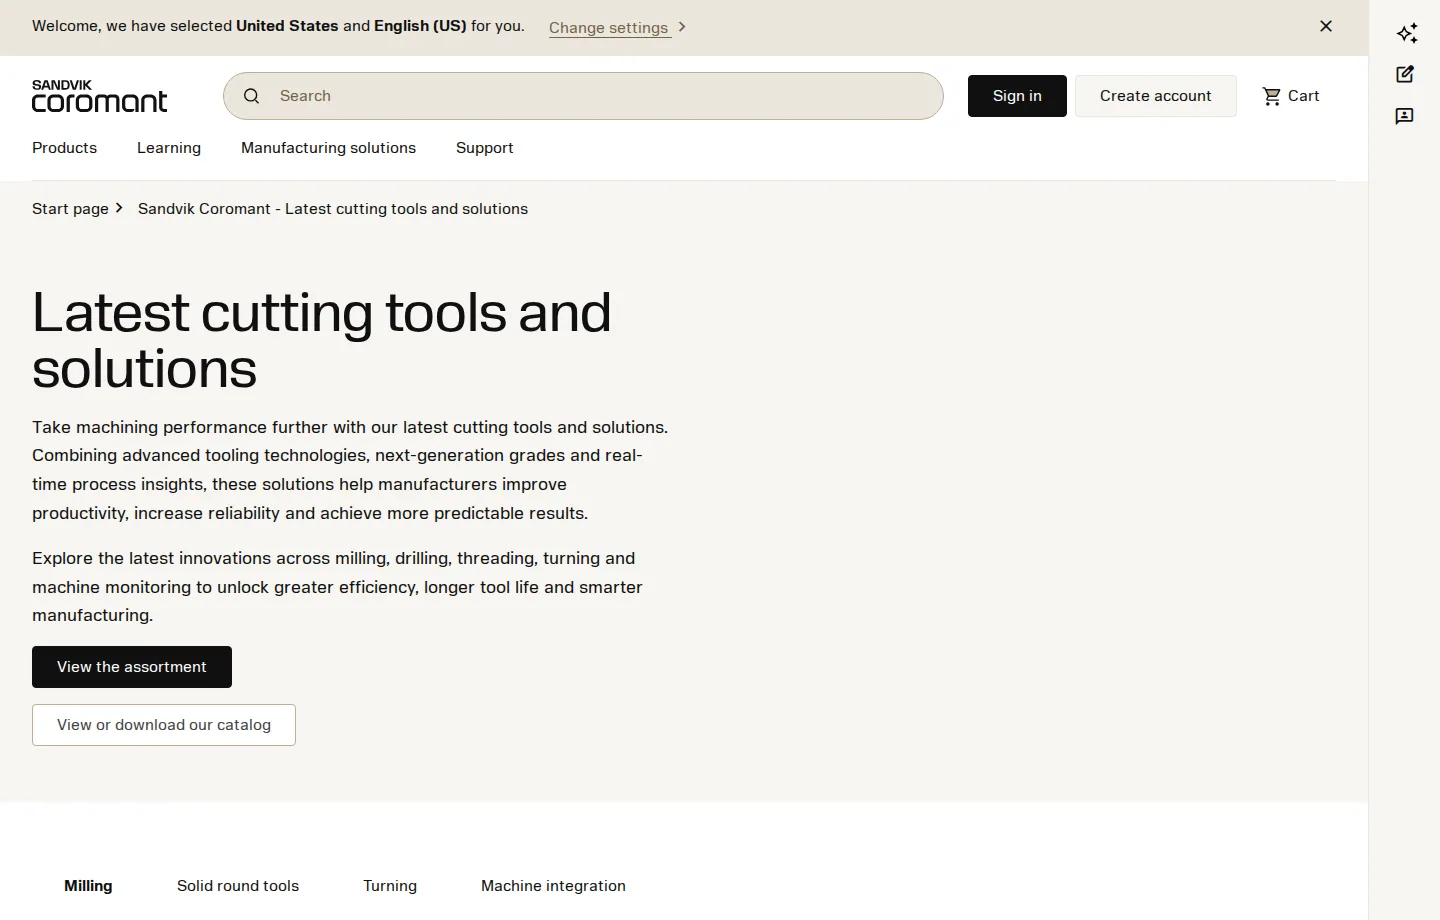 Welcome, we have selected United States and English (US) for you.
Change settings
SANDVIK
coromant
Search
Sign in
Create account
Cart
Products
Learning
Manufacturing solutions
Support
Start page
Sandvik Coromant - Latest cutting tools and solutions
Latest cutting tools and
solutions
Take machining performance further with our latest cutting tools and solutions.
Combining advanced tooling technologies, next-generation grades and real-
time process insights, these solutions help manufacturers improve
productivity, increase reliability and achieve more predictable results.
Explore the latest innovations across milling, drilling, threading, turning and
machine monitoring to unlock greater efficiency, longer tool life and smarter
manufacturing.
View the assortment
View or download our catalog
Milling
Solid round tools
Turning
Machine integration